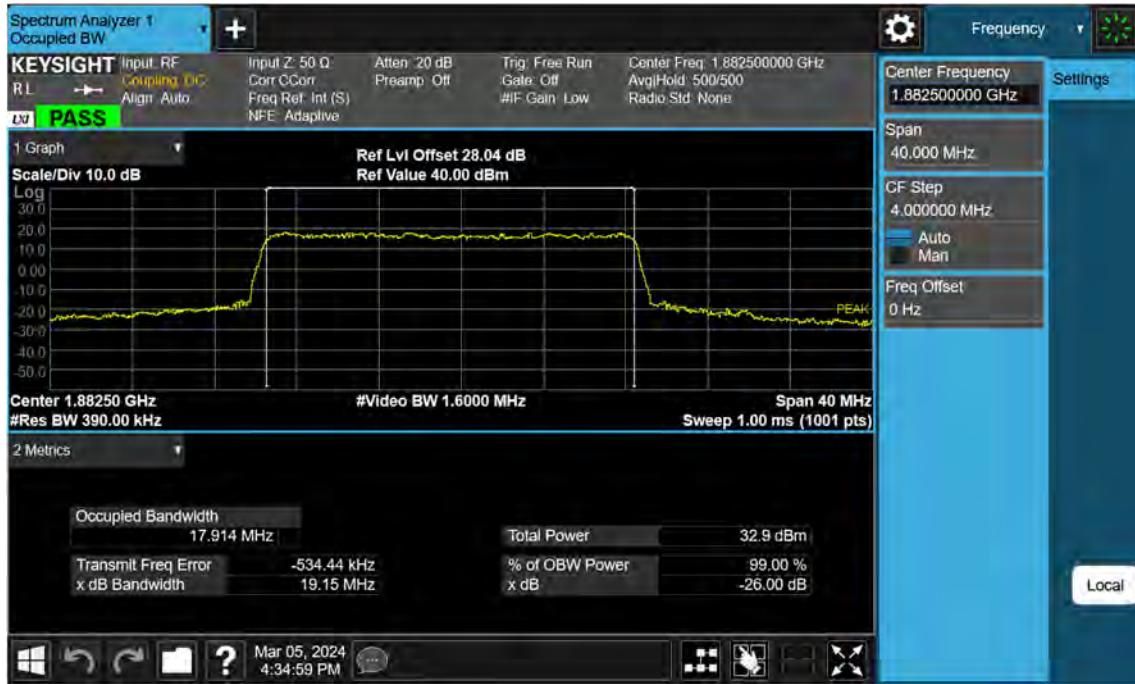 Spectrum Analyzer 1
Occupied BW
Frequency
KEYSIGHT
R L
LXI
PASS
Input: RF
Coupling: DC
Align: Auto
Input Z: 50 Ω
Corr CCorr
Freq Ref: Int (S)
NFE: Adaptive
Atten: 20 dB
Preamp: Off
Trig: Free Run
Gate: Off
#IF Gain: Low
Center Freq: 1.882500000 GHz
Avg|Hold: 500/500
Radio Std: None
1 Graph
Scale/Div 10.0 dB
Ref Lvl Offset 28.04 dB
Ref Value 40.00 dBm
Log
30.0
20.0
10.0
0.00
-10.0
-20.0
-30.0
-40.0
-50.0
PEAK
Center 1.88250 GHz
#Video BW 1.6000 MHz
Span 40 MHz
#Res BW 390.00 kHz
Sweep 1.00 ms (1001 pts)
2 Metrics
Occupied Bandwidth
17.914 MHz
Total Power 32.9 dBm
Transmit Freq Error -534.44 kHz
% of OBW Power 99.00 %
x dB Bandwidth 19.15 MHz
x dB -26.00 dB
Center Frequency
1.882500000 GHz
Settings
Span
40.000 MHz
CF Step
4.000000 MHz
Auto
Man
Freq Offset
0 Hz
Local
?
Mar 05, 2024
4:34:59 PM